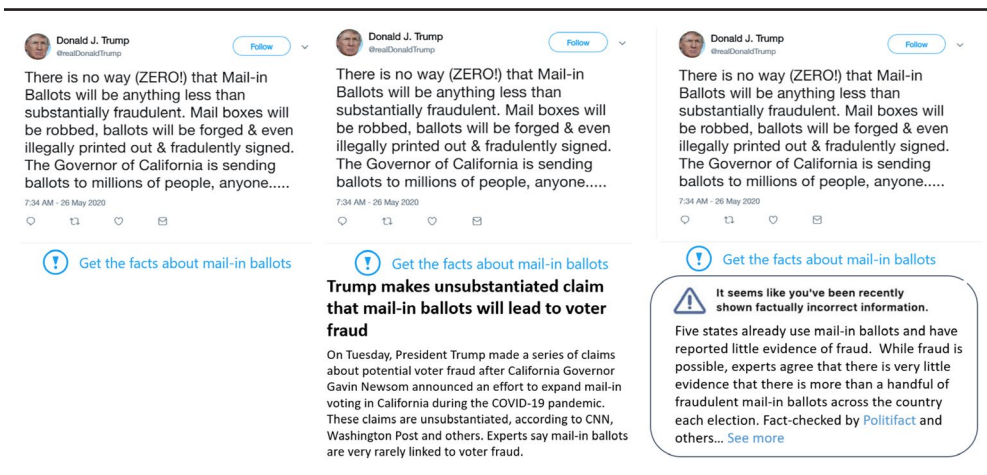 Donald J. Trump
@realDonaldTrump
Follow
There is no way (ZERO!) that Mail-in
Ballots will be anything less than
substantially fraudulent. Mail boxes will
be robbed, ballots will be forged & even
illegally printed out & fradulently signed.
The Governor of California is sending
ballots to millions of people, anyone.....
7:34 AM - 26 May 2020
Get the facts about mail-in ballots
Donald J. Trump
@realDonaldTrump
Follow
There is no way (ZERO!) that Mail-in
Ballots will be anything less than
substantially fraudulent. Mail boxes will
be robbed, ballots will be forged & even
illegally printed out & fradulently signed.
The Governor of California is sending
ballots to millions of people, anyone.....
7:34 AM - 26 May 2020
Get the facts about mail-in ballots
Trump makes unsubstantiated claim
that mail-in ballots will lead to voter
fraud
On Tuesday, President Trump made a series of claims
about potential voter fraud after California Governor
Gavin Newsom announced an effort to expand mail-in
voting in California during the COVID-19 pandemic.
These claims are unsubstantiated, according to CNN,
Washington Post and others. Experts say mail-in ballots
are very rarely linked to voter fraud.
Donald J. Trump
@realDonaldTrump
Follow
There is no way (ZERO!) that Mail-in
Ballots will be anything less than
substantially fraudulent. Mail boxes will
be robbed, ballots will be forged & even
illegally printed out & fradulently signed.
The Governor of California is sending
ballots to millions of people, anyone.....
7:34 AM - 26 May 2020
Get the facts about mail-in ballots
It seems like you've been recently
shown factually incorrect information.
Five states already use mail-in ballots and have
reported little evidence of fraud. While fraud is
possible, experts agree that there is very little
evidence that there is more than a handful of
fraudulent mail-in ballots across the country
each election. Fact-checked by Politifact and
others... See more